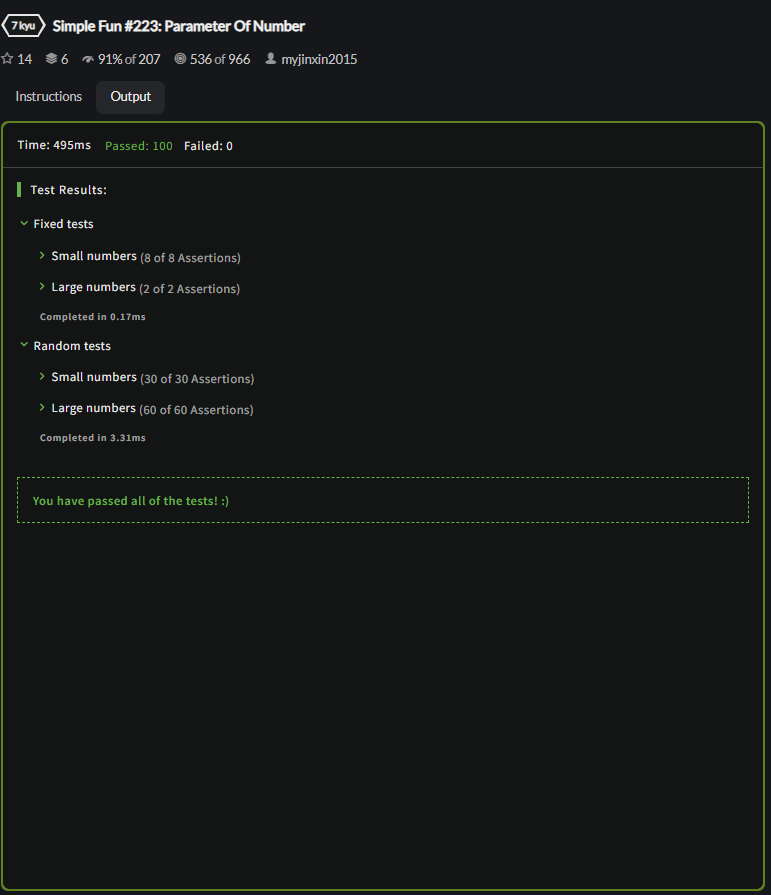 7 kyu Simple Fun #223: Parameter Of Number
14 6 91% of 207 536 of 966 myjinxin2015
Instructions Output
Time: 495ms Passed: 100 Failed: 0
Test Results:
Fixed tests
Small numbers (8 of 8 Assertions)
Large numbers (2 of 2 Assertions)
Completed in 0.17ms
Random tests
Small numbers (30 of 30 Assertions)
Large numbers (60 of 60 Assertions)
Completed in 3.31ms
You have passed all of the tests! :)